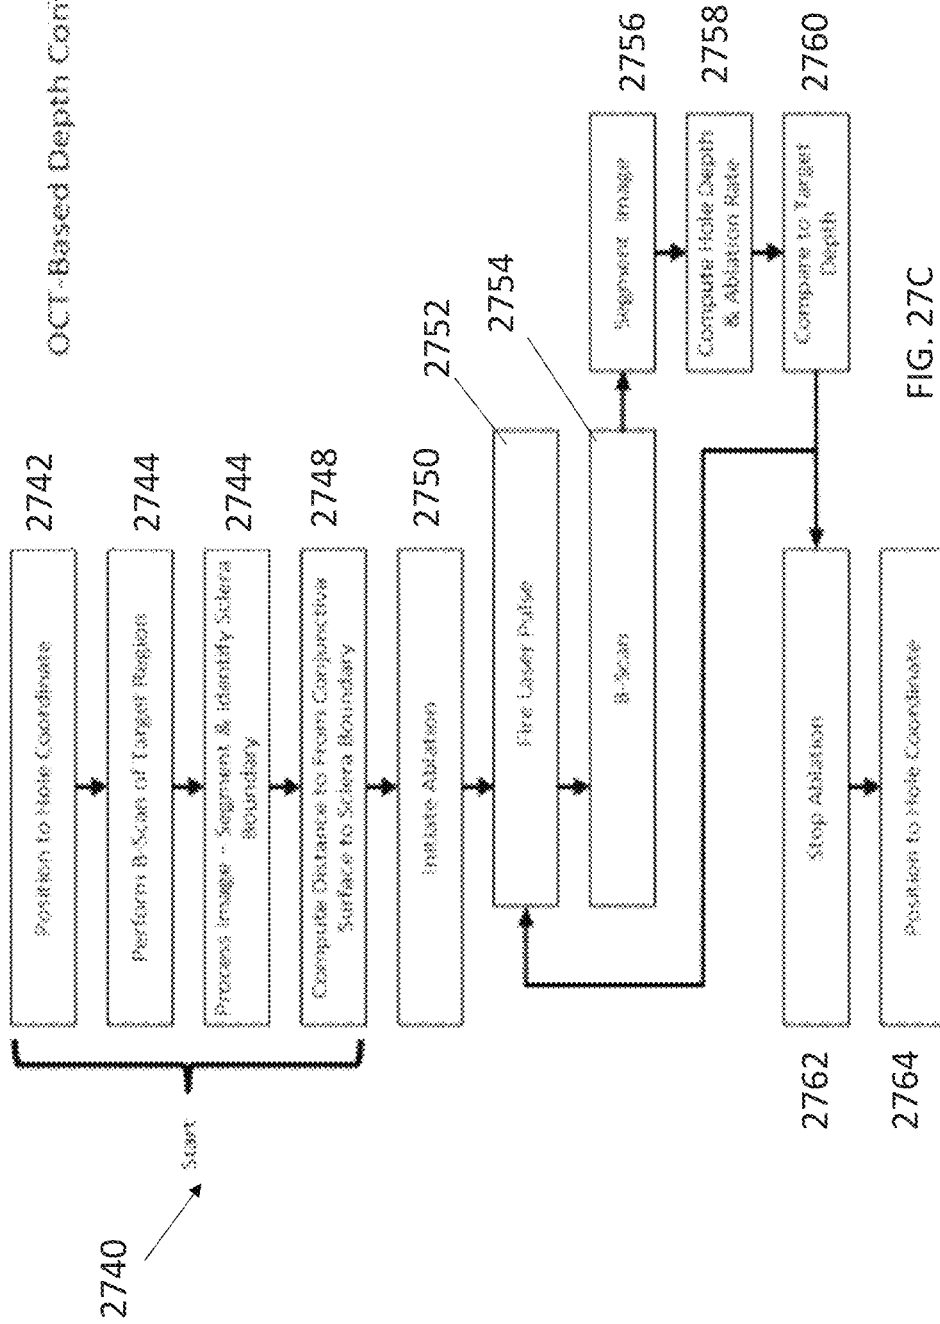 OCT-Based Depth
2740
Start
Position to Hole Coordinate
2742
Perform B-Scan of Target Region
2744
Process Image - Segment & Identify Sclera
Boundary
2744
Compute Distance to From Conjunctiva
Surface to Sclera Boundary
2748
Initiate Ablation
2750
Fire Laser Pulse
2752
B-Scan
2754
Segment Image
2756
Compute Hole Depth
& Ablation Rate
2758
Compare to Target
Depth
2760
Stop Ablation
2762
Position to Hole Coordinate
2764
FIG. 27C